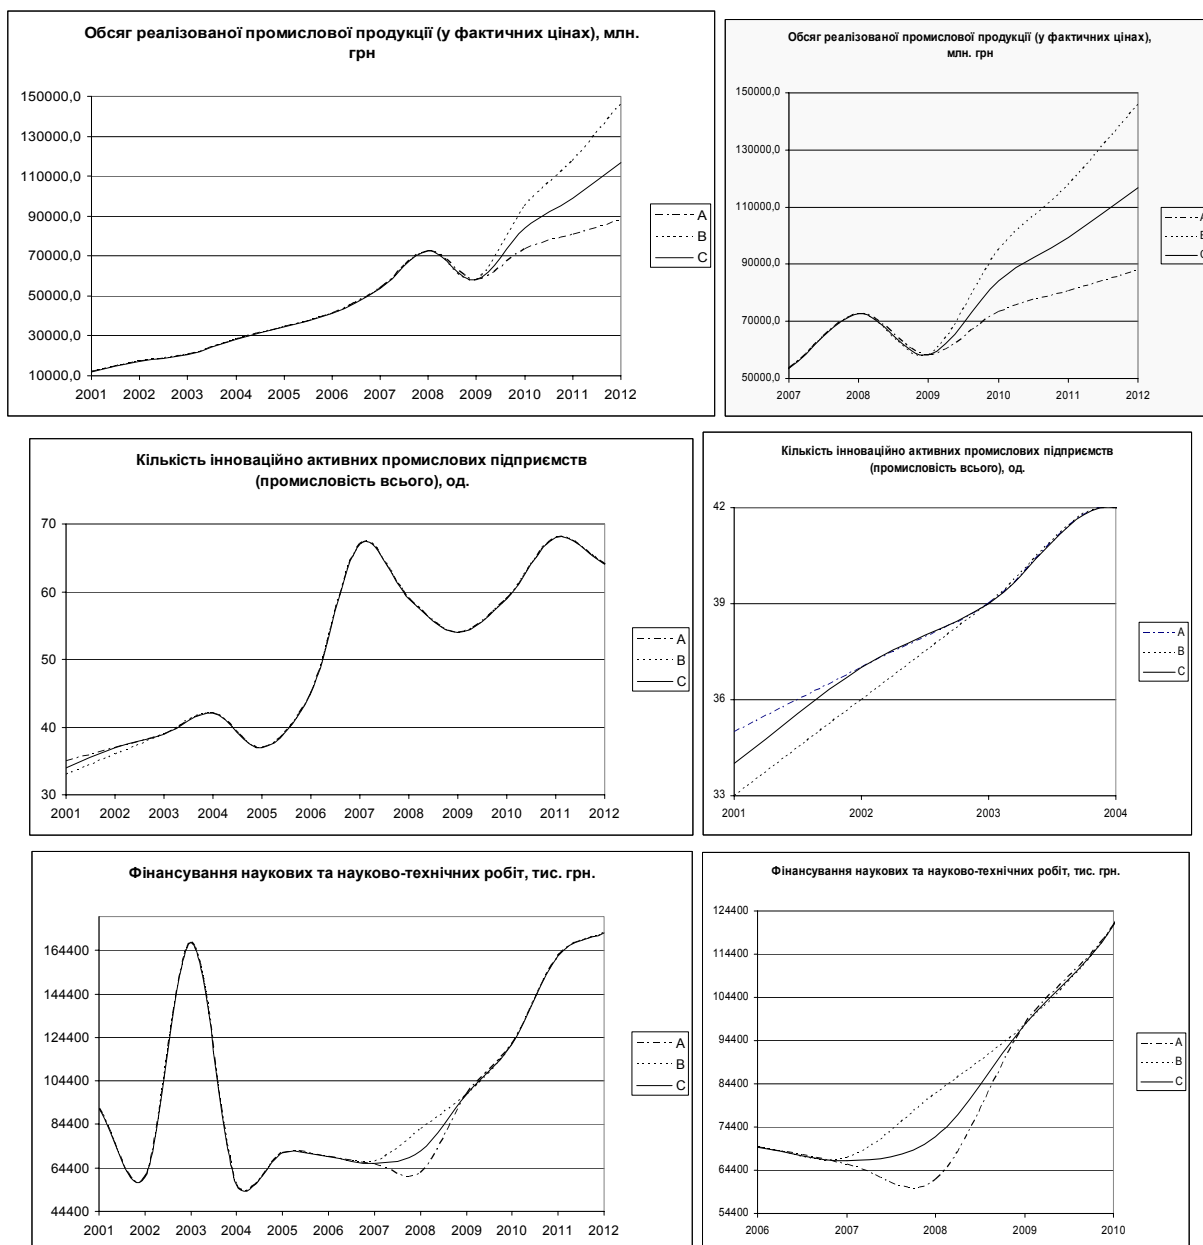 Обсяг реалізованої промислової продукції (у фактичних цінах), млн.
грн
150000,0
130000,0
110000,0
90000,0
70000,0
50000,0
30000,0
10000,0
2001 2002 2003 2004 2005 2006 2007 2008 2009 2010 2011 2012
A
B
C
Обсяг реалізованої промислової продукції (у фактичних цінах),
млн. грн
150000,0
130000,0
110000,0
90000,0
70000,0
50000,0
2007 2008 2009 2010 2011 2012
Кількість інноваційно активних промислових підприємств
(промисловість всього), од.
70
60
50
40
30
2001 2002 2003 2004 2005 2006 2007 2008 2009 2010 2011 2012
A
B
C
Кількість інноваційно активних промислових підприємств
(промисловість всього), од.
42
39
36
33
2001 2002 2003 2004
A
B
C
Фінансування наукових та науково-технічних робіт, тис. грн.
164400
144400
124400
104400
84400
64400
44400
2001 2002 2003 2004 2005 2006 2007 2008 2009 2010 2011 2012
A
B
C
Фінансування наукових та науково-технічних робіт, тис. грн.
124400
114400
104400
94400
84400
74400
64400
54400
2006 2007 2008 2009 2010
A
B
C